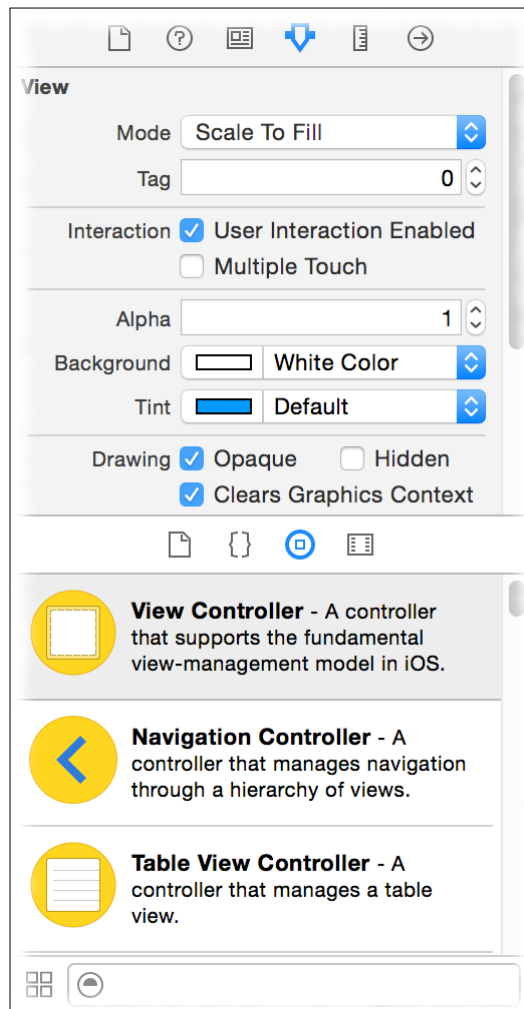 View
Mode Scale To Fill
Tag 0
Interaction User Interaction Enabled
Multiple Touch
Alpha 1
Background White Color
Tint Default
Drawing Opaque Hidden
Clears Graphics Context
View Controller - A controller
that supports the fundamental
view-management model in iOS.
Navigation Controller - A
controller that manages navigation
through a hierarchy of views.
Table View Controller - A
controller that manages a table
view.